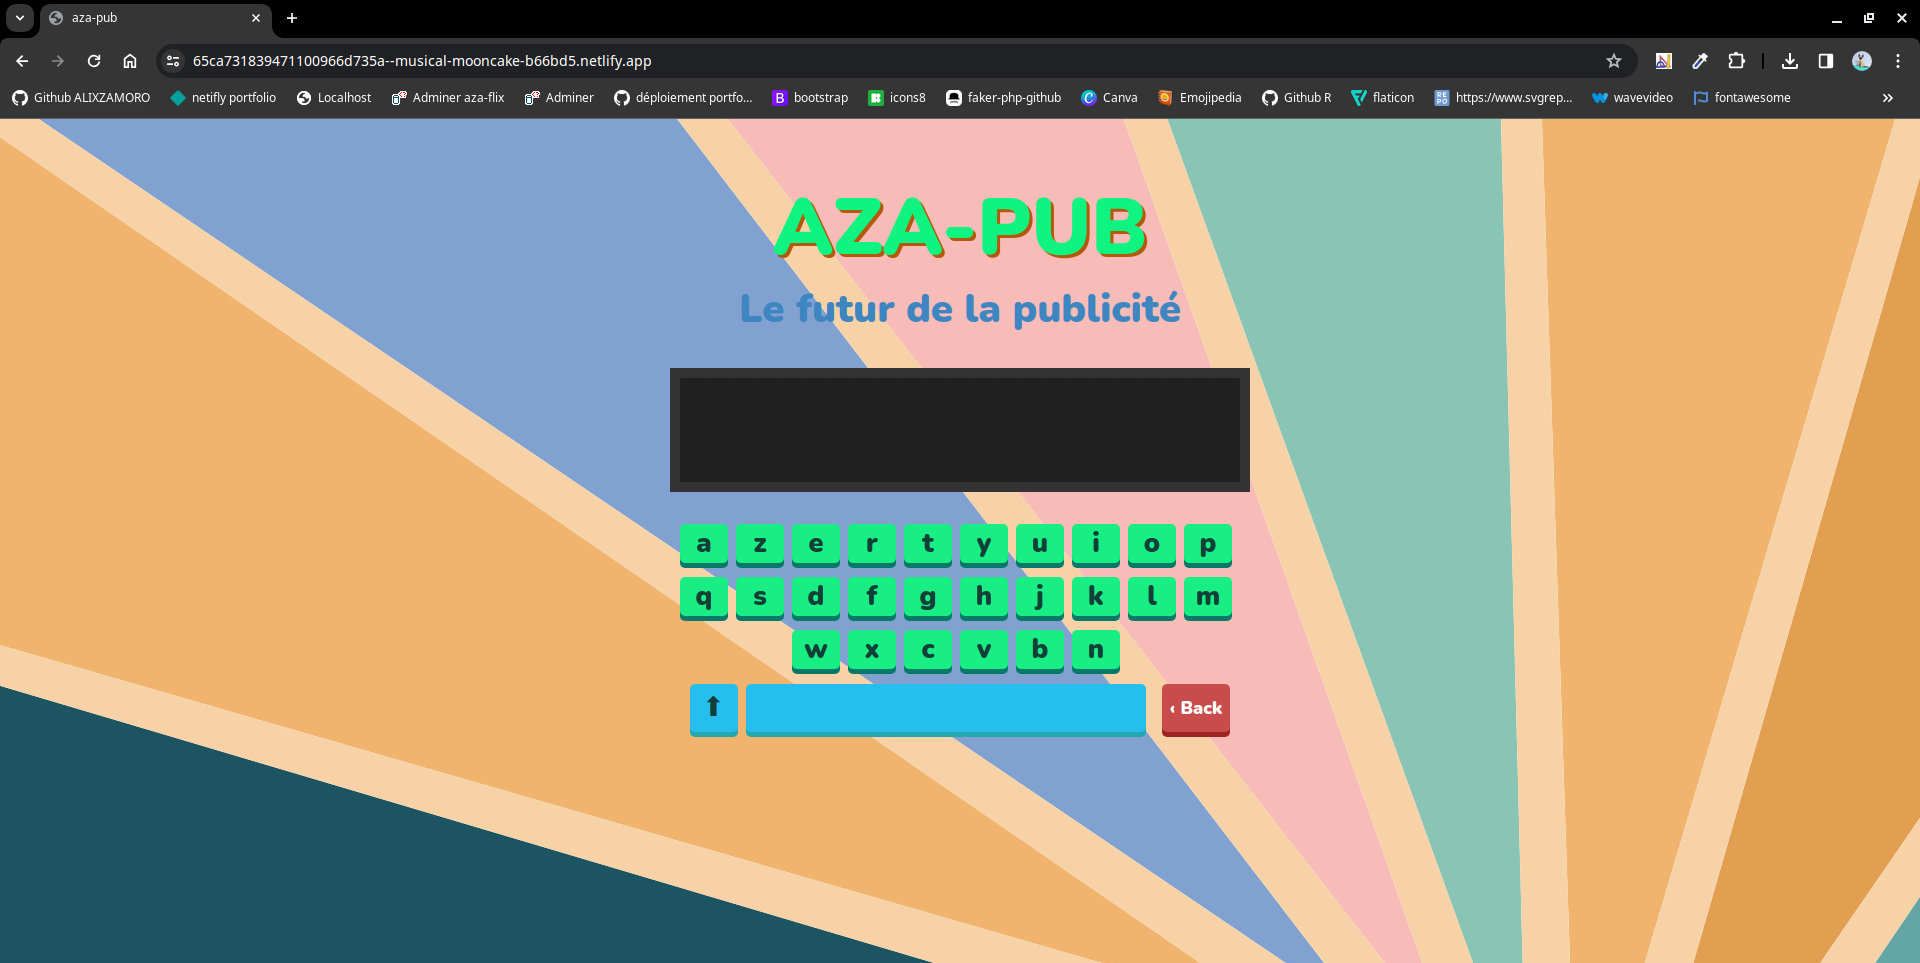 aza-pub
65ca731839471100966d735a--musical-mooncake-b66bd5.netlify.app
Github ALIXZAMORO netifly portfolio Localhost Adminer aza-flix Adminer déploiement portfo... B bootstrap icons8 faker-php-github Canva Emojipedia Github R flaticon https://www.svgrep... wavevideo fontawesome »
AZA-PUB
Le futur de la publicité
a z e r t y u i o p
q s d f g h j k l m
w x c v b n
⬆ ‹ Back